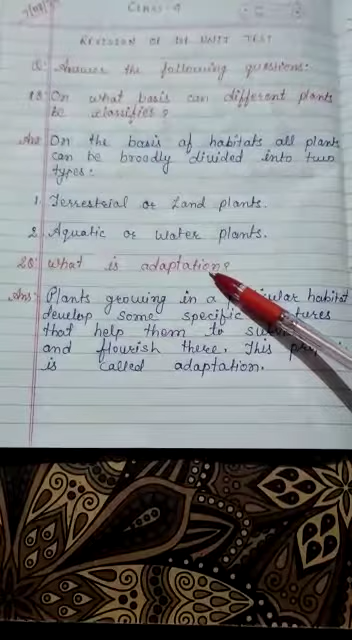 Class-4
REVISION OF 1st UNIT TEST
Q: Answer the following questions:
1Q: On what basis can different plants
be classifies?
Ans: On the basis of habitats all plants
can be broadly divided into two
types:
1. Terrestrial or Land plants.
2. Aquatic or Water plants.
2Q: What is adaptation?
Ans: Plants growing in a habitat
develop some specific
that help them to
and flourish there. This
is called adaptation.